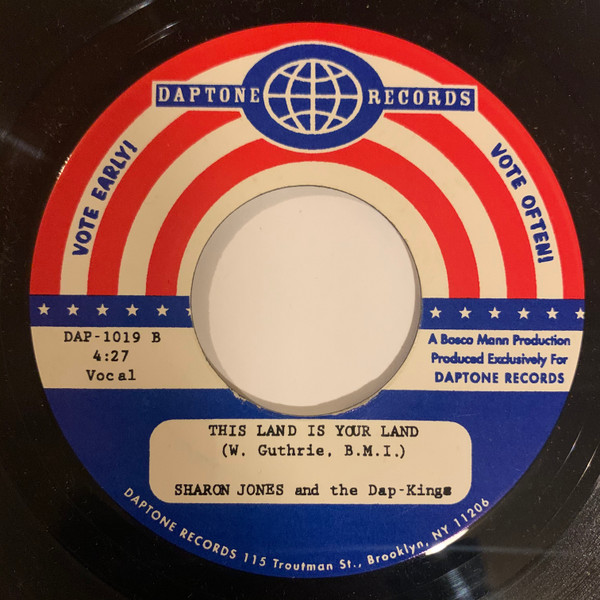 DAPTONE RECORDS
VOTE EARLY!
VOTE OFTEN!
DAP-1019 B
4:27
Vocal
A Bosco Mann Production
Produced Exclusively For
DAPTONE RECORDS
THIS LAND IS YOUR LAND
(W. Guthrie, B.M.I.)
SHARON JONES and the Dap-Kings
DAPTONE RECORDS 115 Troutman St., Brooklyn, NY 11206